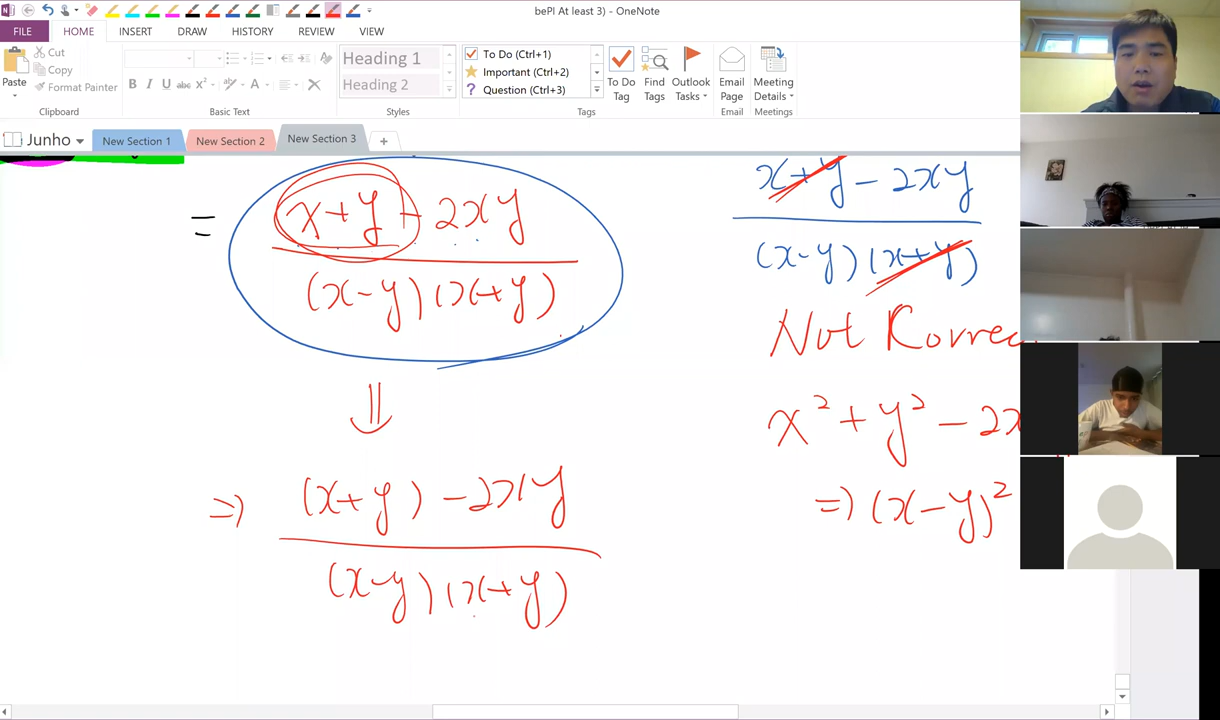 bePl At least 3) - OneNote
FILE HOME INSERT DRAW HISTORY REVIEW VIEW
Paste
Cut
Copy
Format Painter
Clipboard
B I U abc x²
Basic Text
Heading 1
Heading 2
Styles
To Do (Ctrl+1)
Important (Ctrl+2)
Question (Ctrl+3)
To Do Tag
Find Tags
Outlook Tasks
Tags
Email Page
Email
Meeting Details
Meetings
Junho New Section 1 New Section 2 New Section 3 +
= x+y - 2xy
(x-y)(x+y)
⇓
⇒ (x+y) - 2xy
(x-y)(x+y)
x+y - 2xy
(x-y)(x+y)
Not Korrec
x² + y² - 2x
⇒ (x-y)²